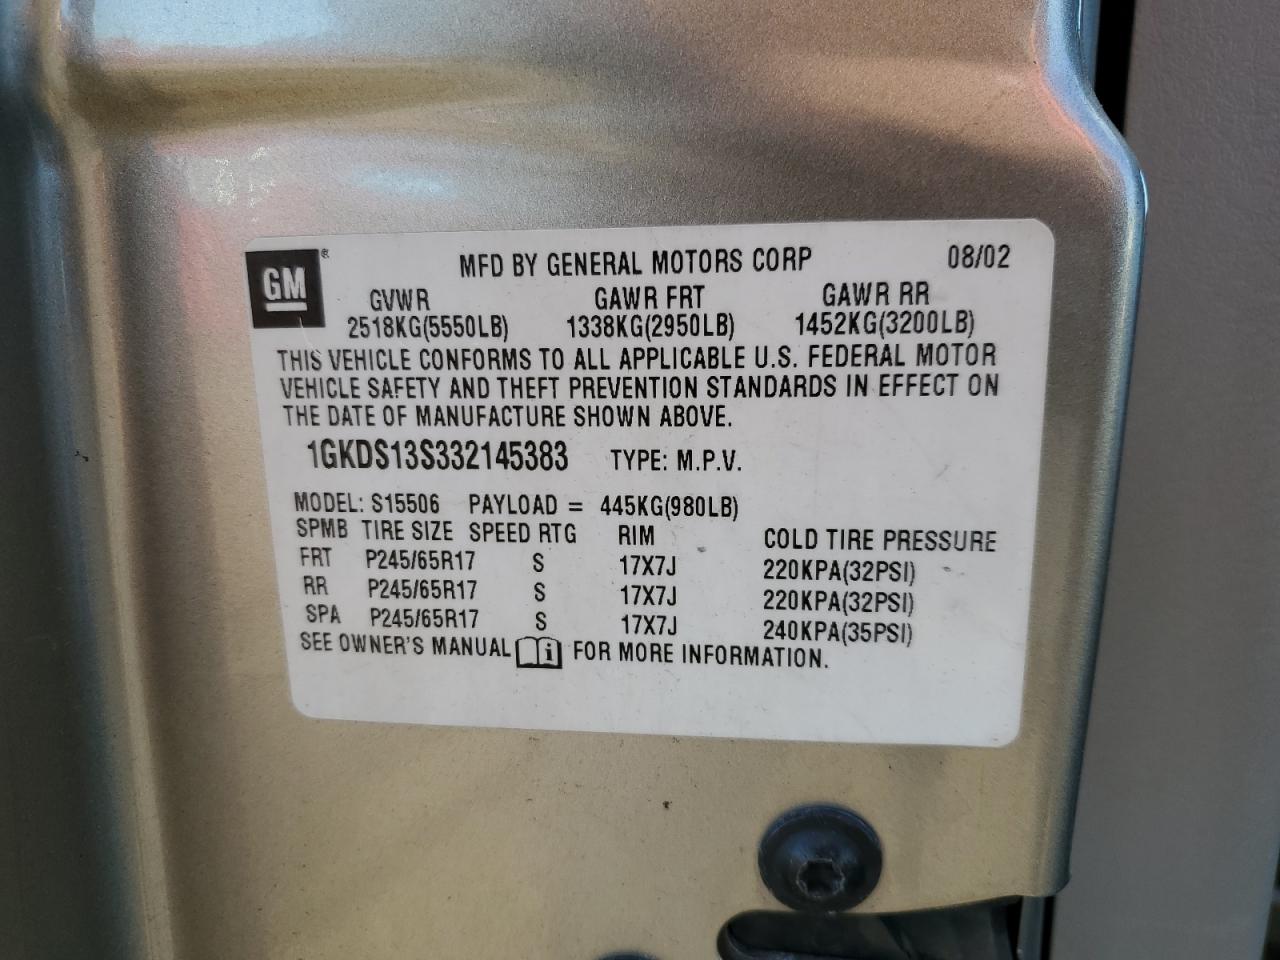 GM ®
MFD BY GENERAL MOTORS CORP 08/02
GVWR GAWR FRT GAWR RR
2518KG(5550LB) 1338KG(2950LB) 1452KG(3200LB)
THIS VEHICLE CONFORMS TO ALL APPLICABLE U.S. FEDERAL MOTOR
VEHICLE SAFETY AND THEFT PREVENTION STANDARDS IN EFFECT ON
THE DATE OF MANUFACTURE SHOWN ABOVE.
1GKDS13S332145383 TYPE: M.P.V.
MODEL: S15506 PAYLOAD = 445KG(980LB)
SPMB TIRE SIZE SPEED RTG RIM COLD TIRE PRESSURE
FRT P245/65R17 S 17X7J 220KPA(32PSI)
RR P245/65R17 S 17X7J 220KPA(32PSI)
SPA P245/65R17 S 17X7J 240KPA(35PSI)
SEE OWNER'S MANUAL i FOR MORE INFORMATION.